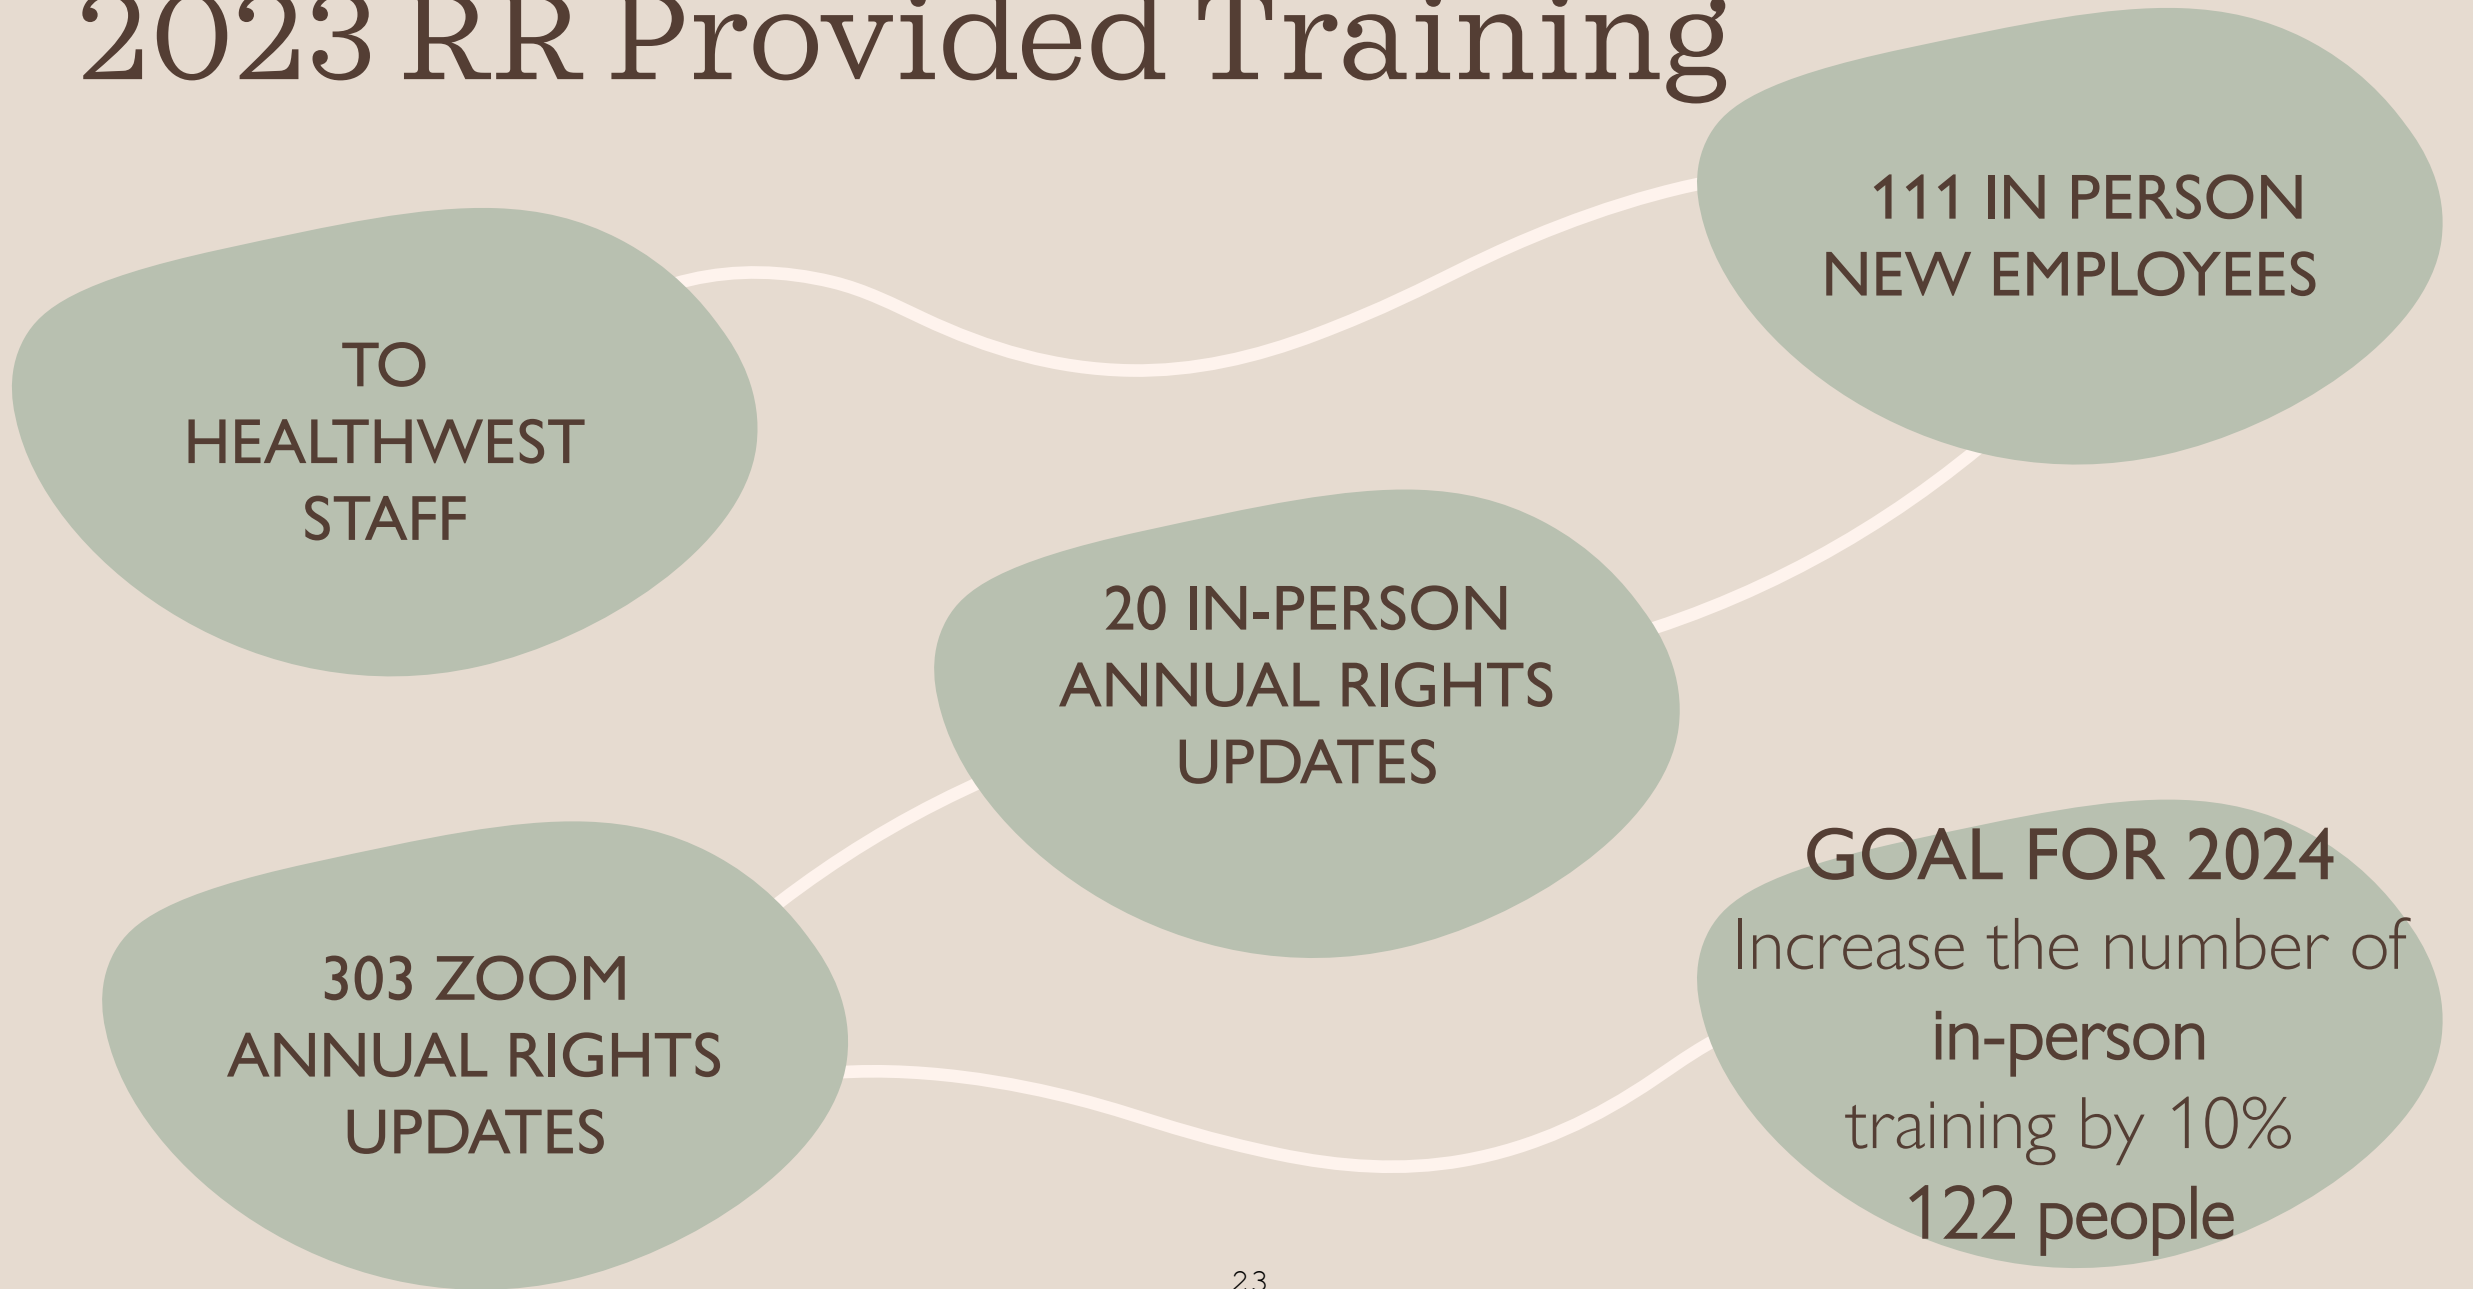 2023 RR Provided Training
TO
HEALTHWEST
STAFF
111 IN PERSON
NEW EMPLOYEES
20 IN-PERSON
ANNUAL RIGHTS
UPDATES
303 ZOOM
ANNUAL RIGHTS
UPDATES
GOAL FOR 2024
Increase the number of
in-person
training by 10%
122 people
23